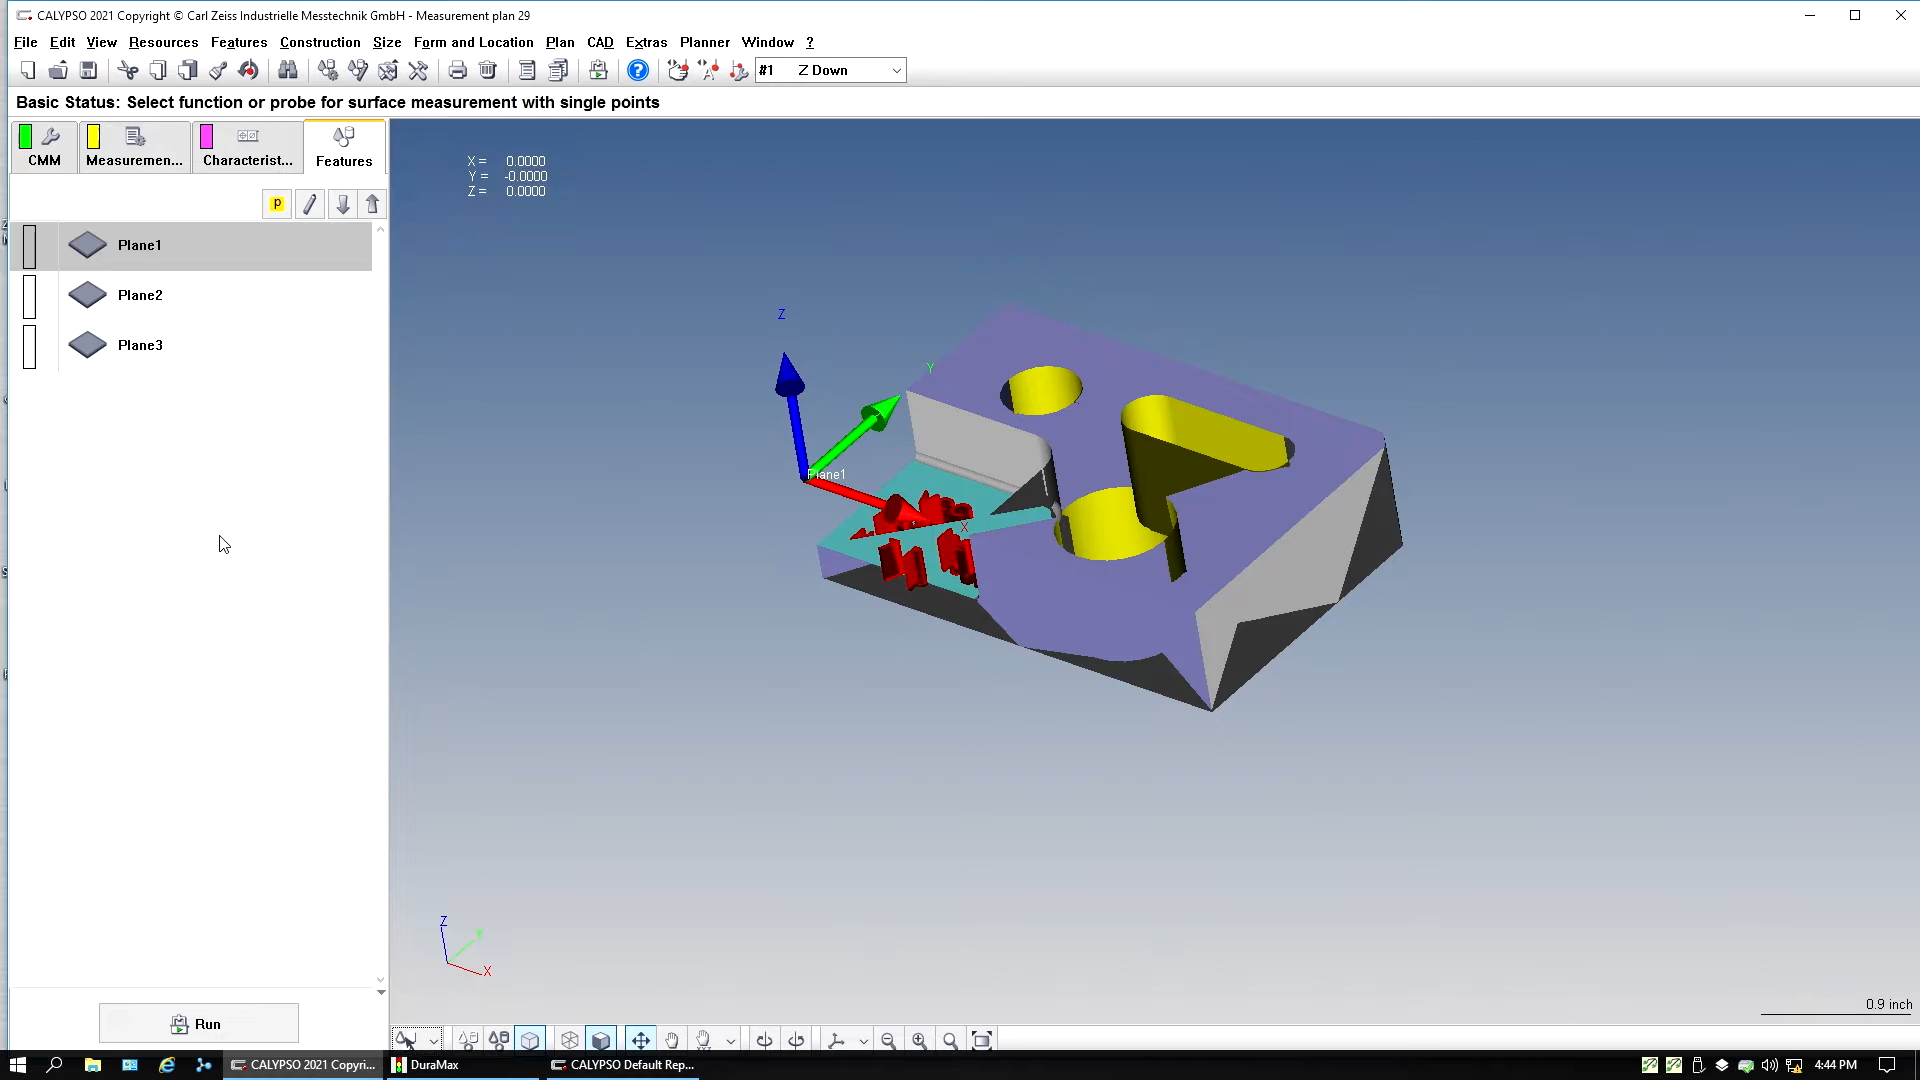 CALYPSO 2021 Copyright © Carl Zeiss Industrielle Messtechnik GmbH - Measurement plan 29
File Edit View Resources Features Construction Size Form and Location Plan CAD Extras Planner Window ?
#1 Z Down
Basic Status: Select function or probe for surface measurement with single points
CMM Measuremen... Characterist... Features
X = 0.0000
Y = -0.0000
Z = 0.0000
P
Plane1
Plane2
Plane3
Z
Y
Plane1
X
Z
Y
X
0.9 inch
Run
CALYPSO 2021 Copyri... DuraMax CALYPSO Default Rep... 4:44 PM